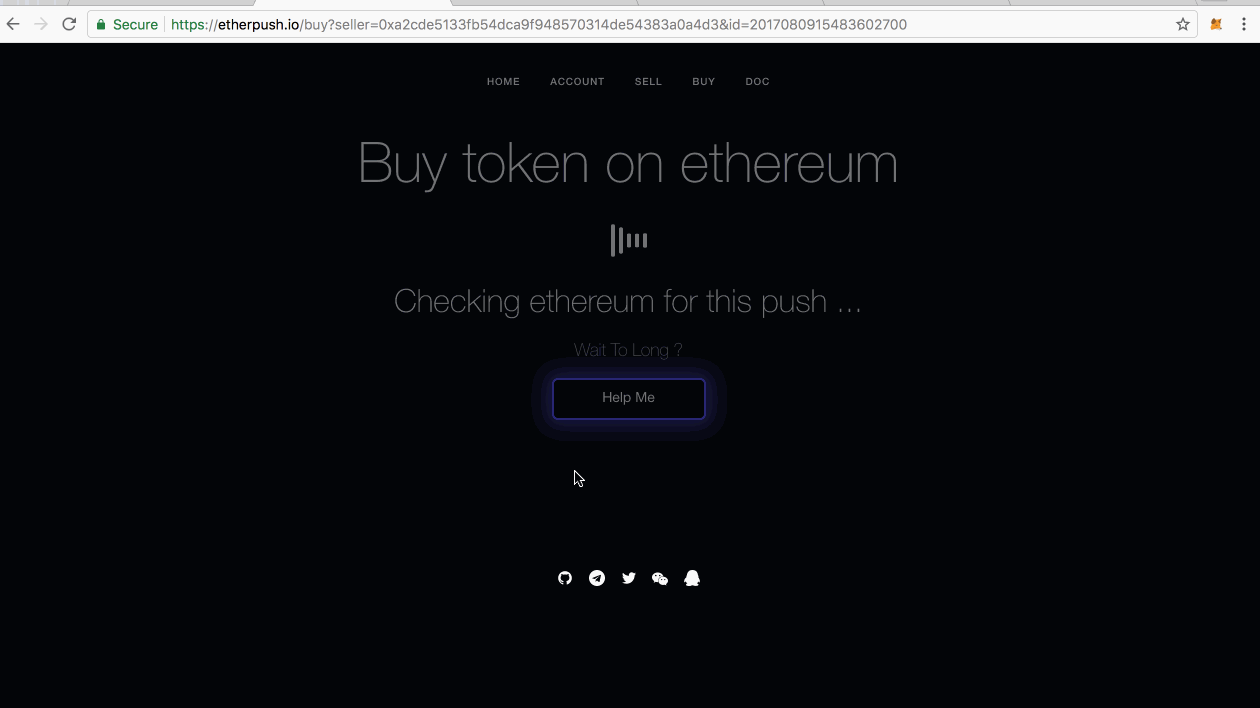 Secure https://etherpush.io/buy?seller=0xa2cde5133fb54dca9f948570314de54383a0a4d3&id=2017080915483602700
HOME ACCOUNT SELL BUY DOC
Buy token on ethereum
Checking ethereum for this push ...
Wait To Long ?
Help Me